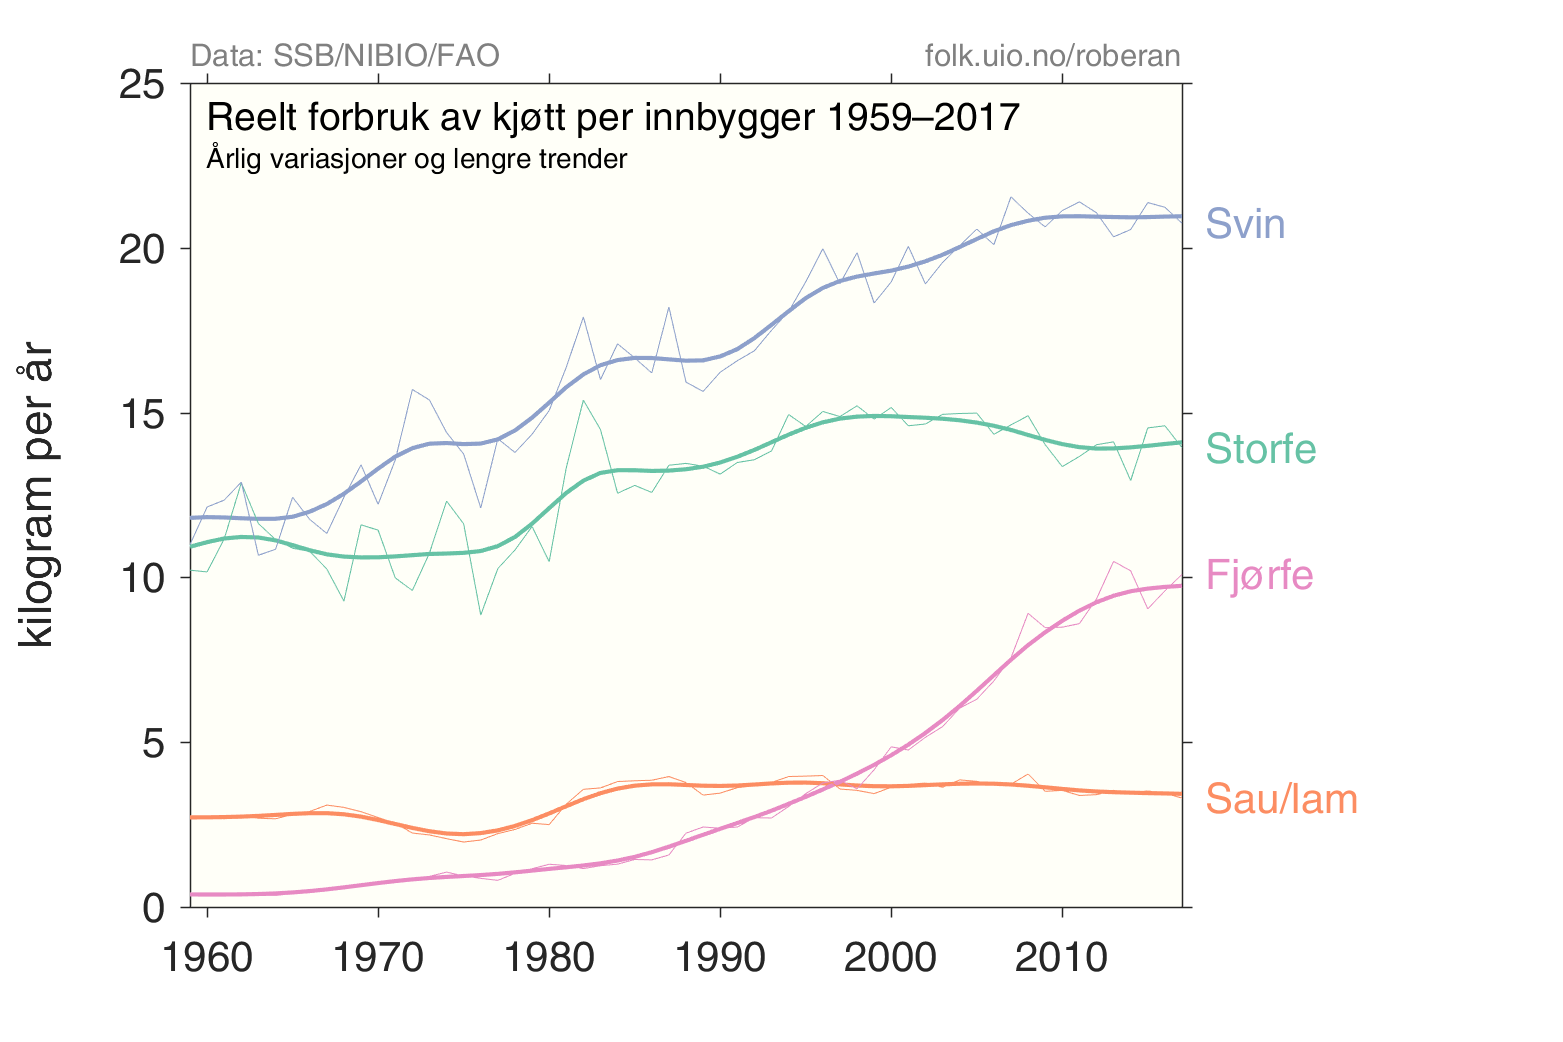 Data: SSB/NIBIO/FAO
folk.uio.no/roberan
Reelt forbruk av kjøtt per innbygger 1959–2017
Årlig variasjoner og lengre trender
kilogram per år
25
20
15
10
5
0
Svin
Storfe
Fjørfe
Sau/lam
1960 1970 1980 1990 2000 2010